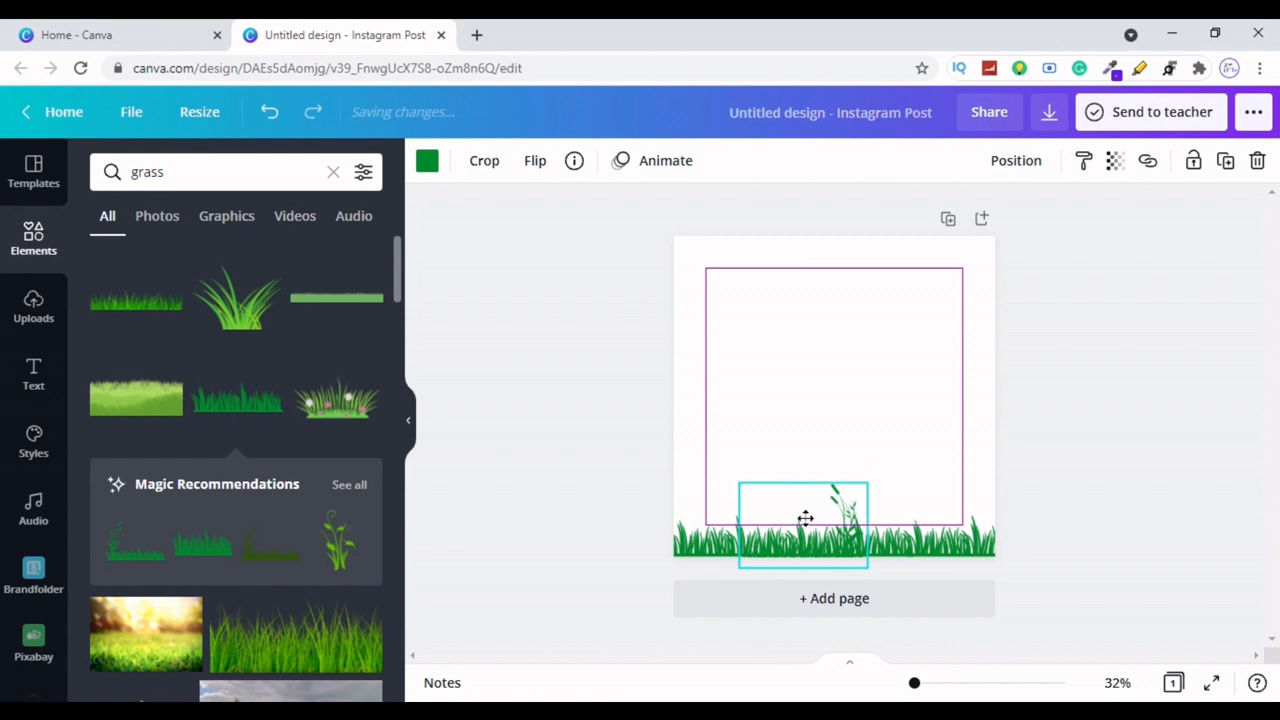 Home - Canva
Untitled design - Instagram Post
canva.com/design/DAEs5dAomjg/v39_FnwgUcX7S8-oZm8n6Q/edit
IQ
Home
File
Resize
Saving changes...
Untitled design - Instagram Post
Share
Send to teacher
Templates
Elements
Uploads
Text
Styles
Audio
Brandfolder
Pixabay
grass
All
Photos
Graphics
Videos
Audio
Magic Recommendations
See all
Crop
Flip
Animate
Position
+ Add page
Notes
32%
1